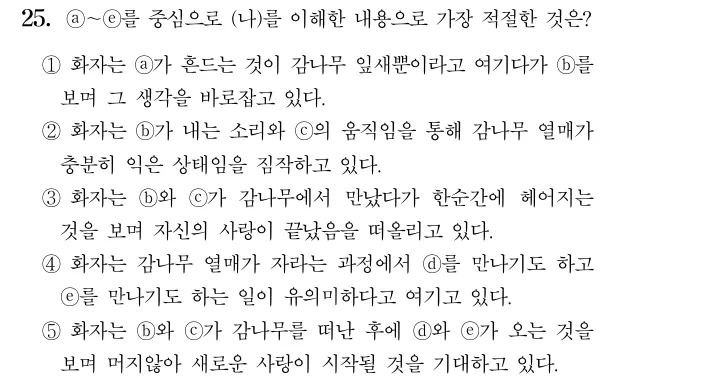 25. ⓐ~ⓔ를 중심으로 (나)를 이해한 내용으로 가장 적절한 것은?
① 화자는 ⓐ가 흔드는 것이 감나무 잎새뿐이라고 여기다가 ⓑ를
보며 그 생각을 바로잡고 있다.
② 화자는 ⓑ가 내는 소리와 ⓒ의 움직임을 통해 감나무 열매가
충분히 익은 상태임을 짐작하고 있다.
③ 화자는 ⓑ와 ⓒ가 감나무에서 만났다가 한순간에 헤어지는
것을 보며 자신의 사랑이 끝났음을 떠올리고 있다.
④ 화자는 감나무 열매가 자라는 과정에서 ⓓ를 만나기도 하고
ⓔ를 만나기도 하는 일이 유의미하다고 여기고 있다.
⑤ 화자는 ⓑ와 ⓒ가 감나무를 떠난 후에 ⓓ와 ⓔ가 오는 것을
보며 머지않아 새로운 사랑이 시작될 것을 기대하고 있다.